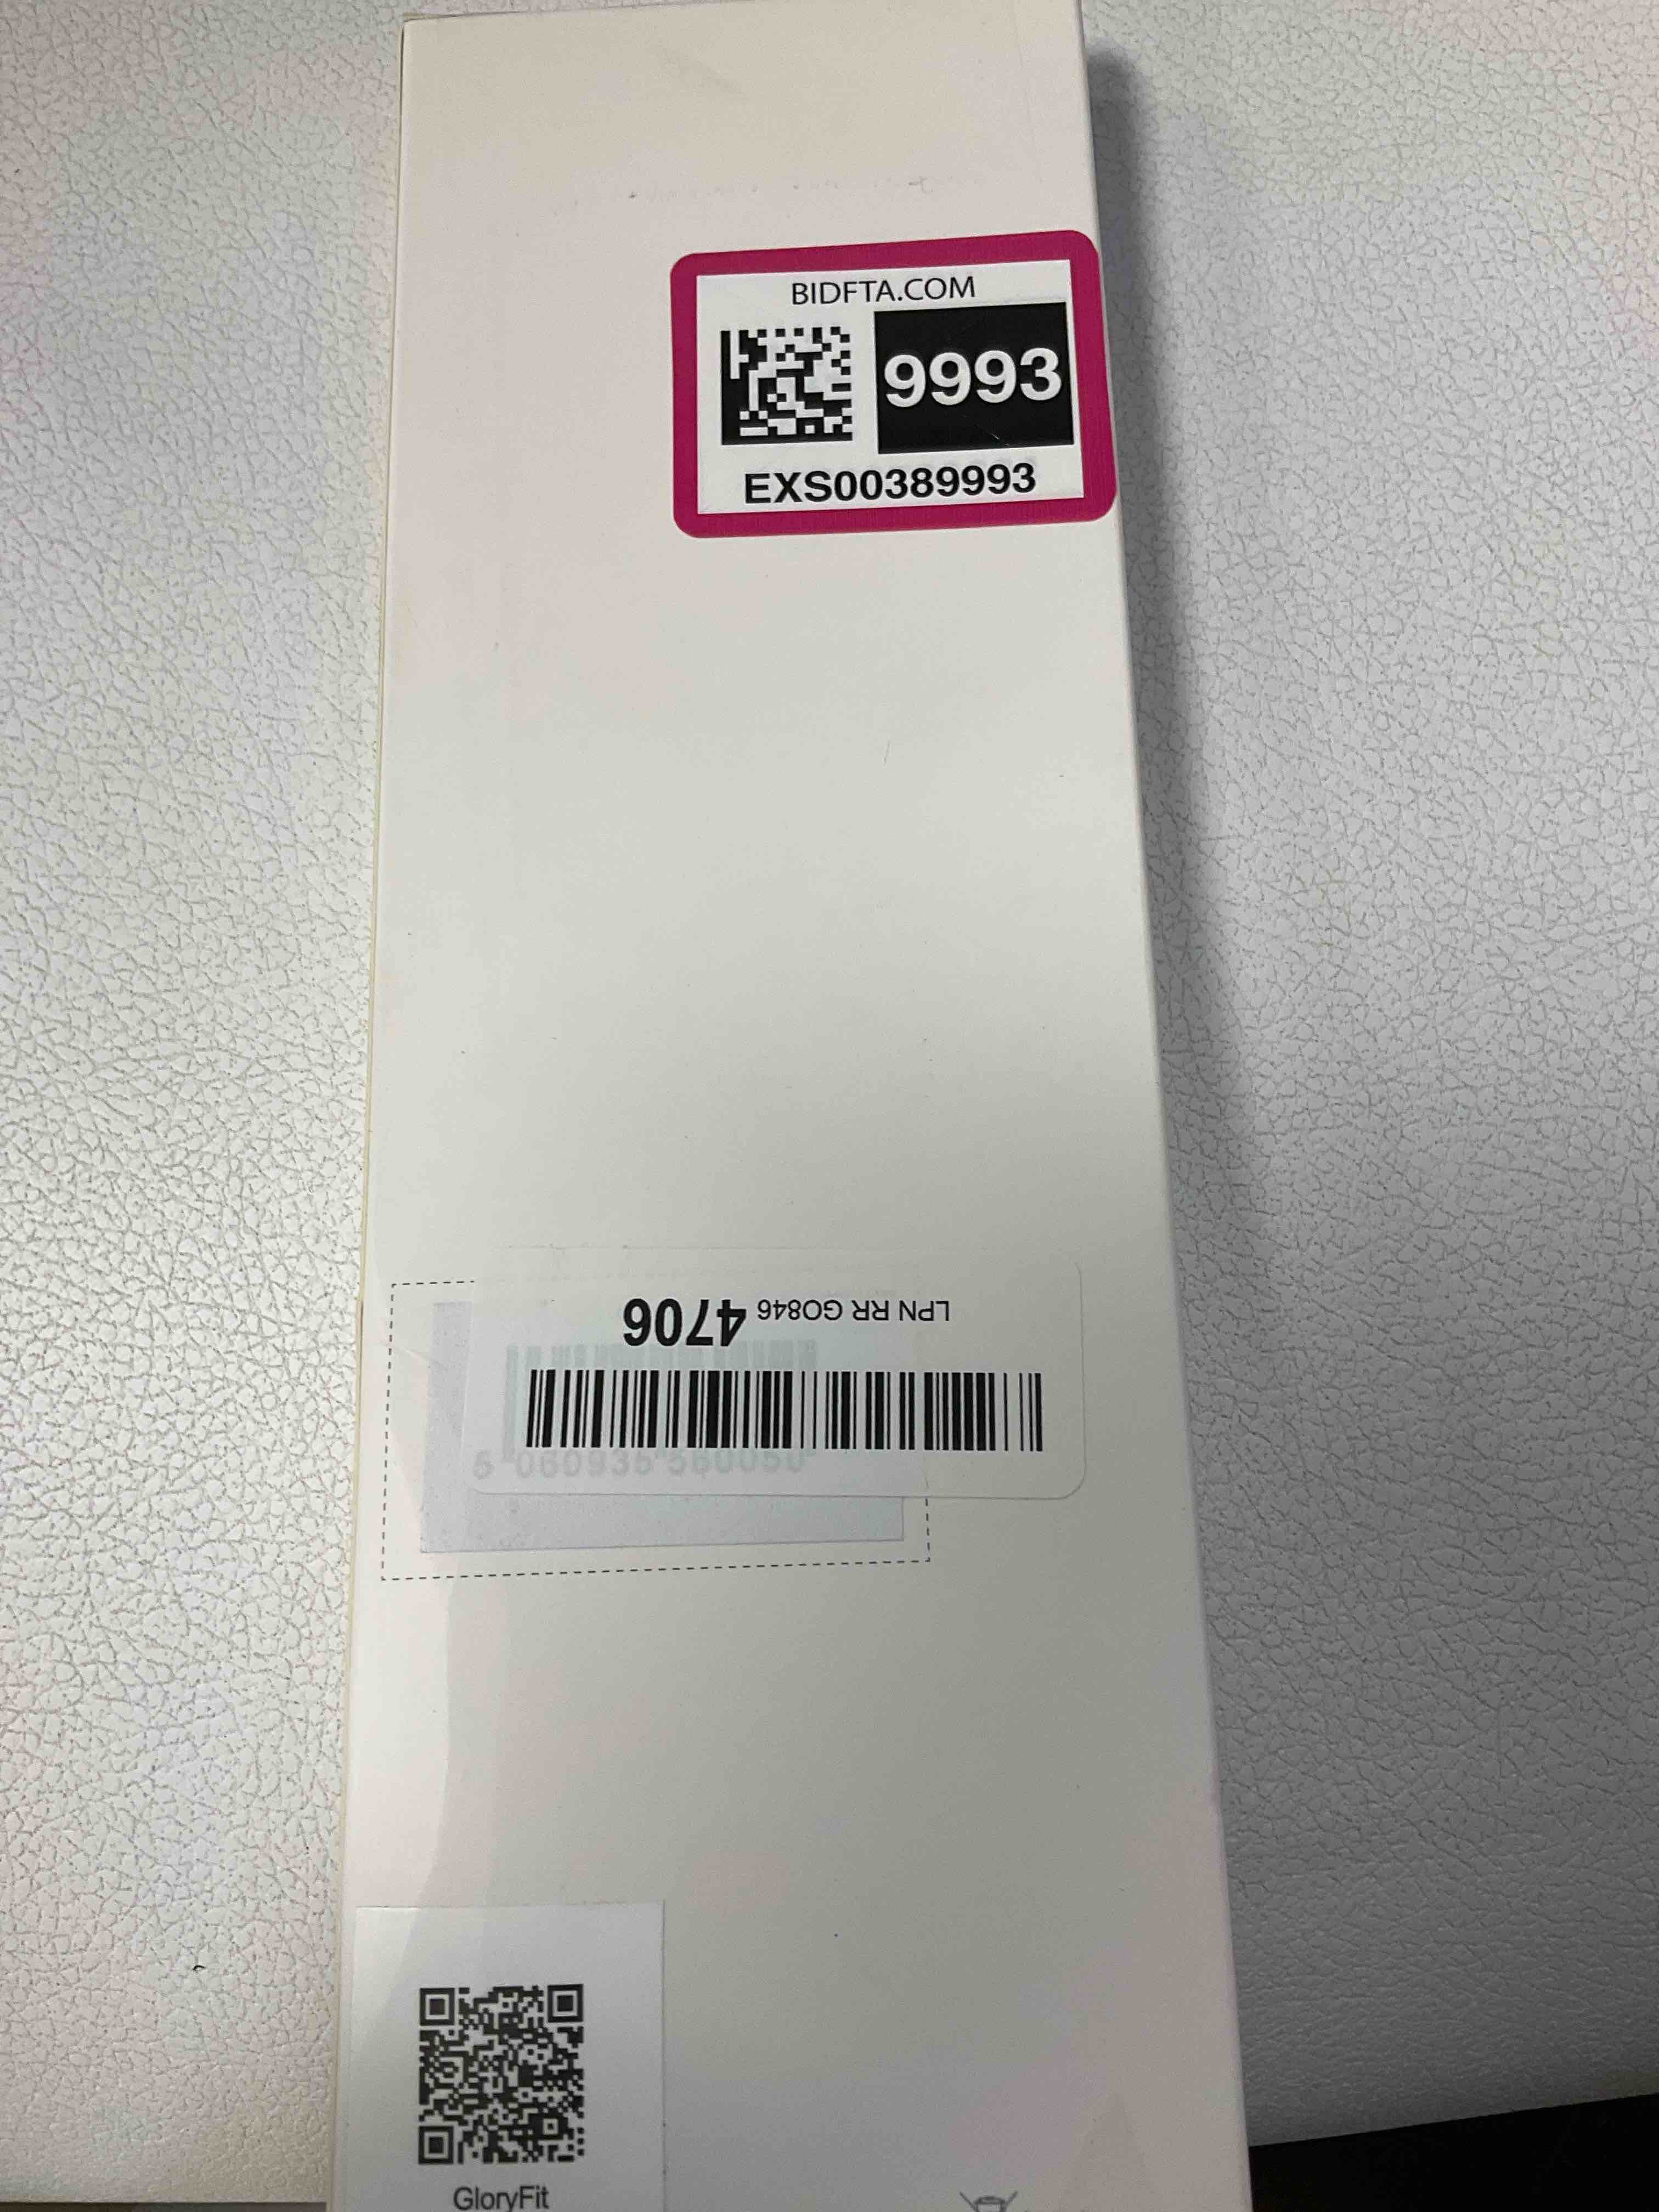 BIDFTA.COM
9993
EXS00389993
LPN RR GO846 4706
GloryFit